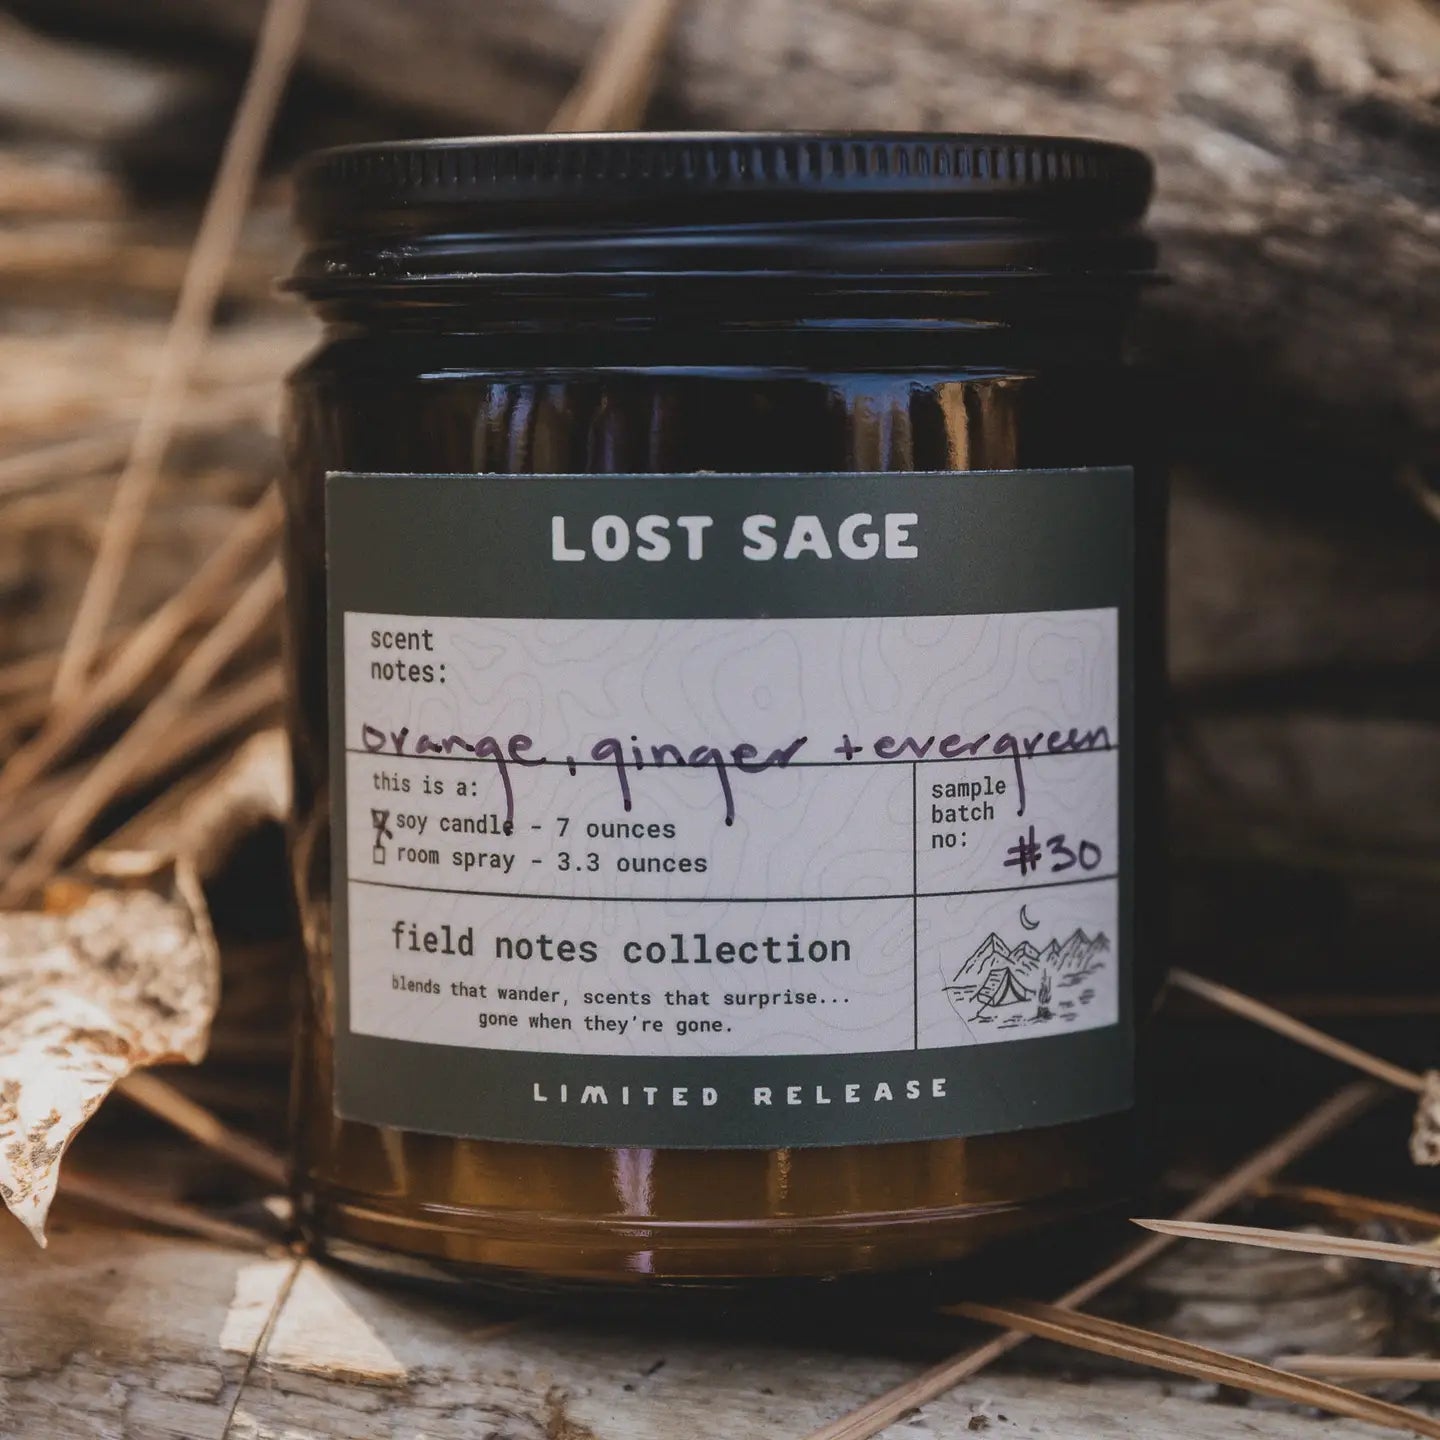 LOST SAGE
scent
notes:
orange, ginger + evergreen
this is a:
soy candle - 7 ounces
room spray - 3.3 ounces
sample
batch
no:
#30
field notes collection
blends that wander, scents that surprise...
gone when they're gone.
LIMITED RELEASE